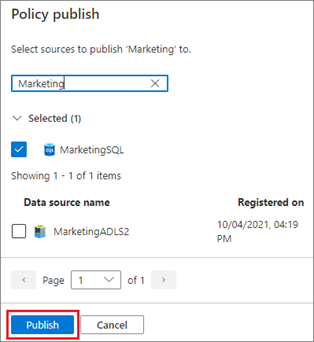 Policy publish
Select sources to publish 'Marketing' to.
Marketing
Selected (1)
SQL MarketingSQL
Showing 1 - 1 of 1 items
Data source name Registered on
MarketingADLS2 10/04/2021, 04:19
PM
Page 1 of 1
Publish Cancel